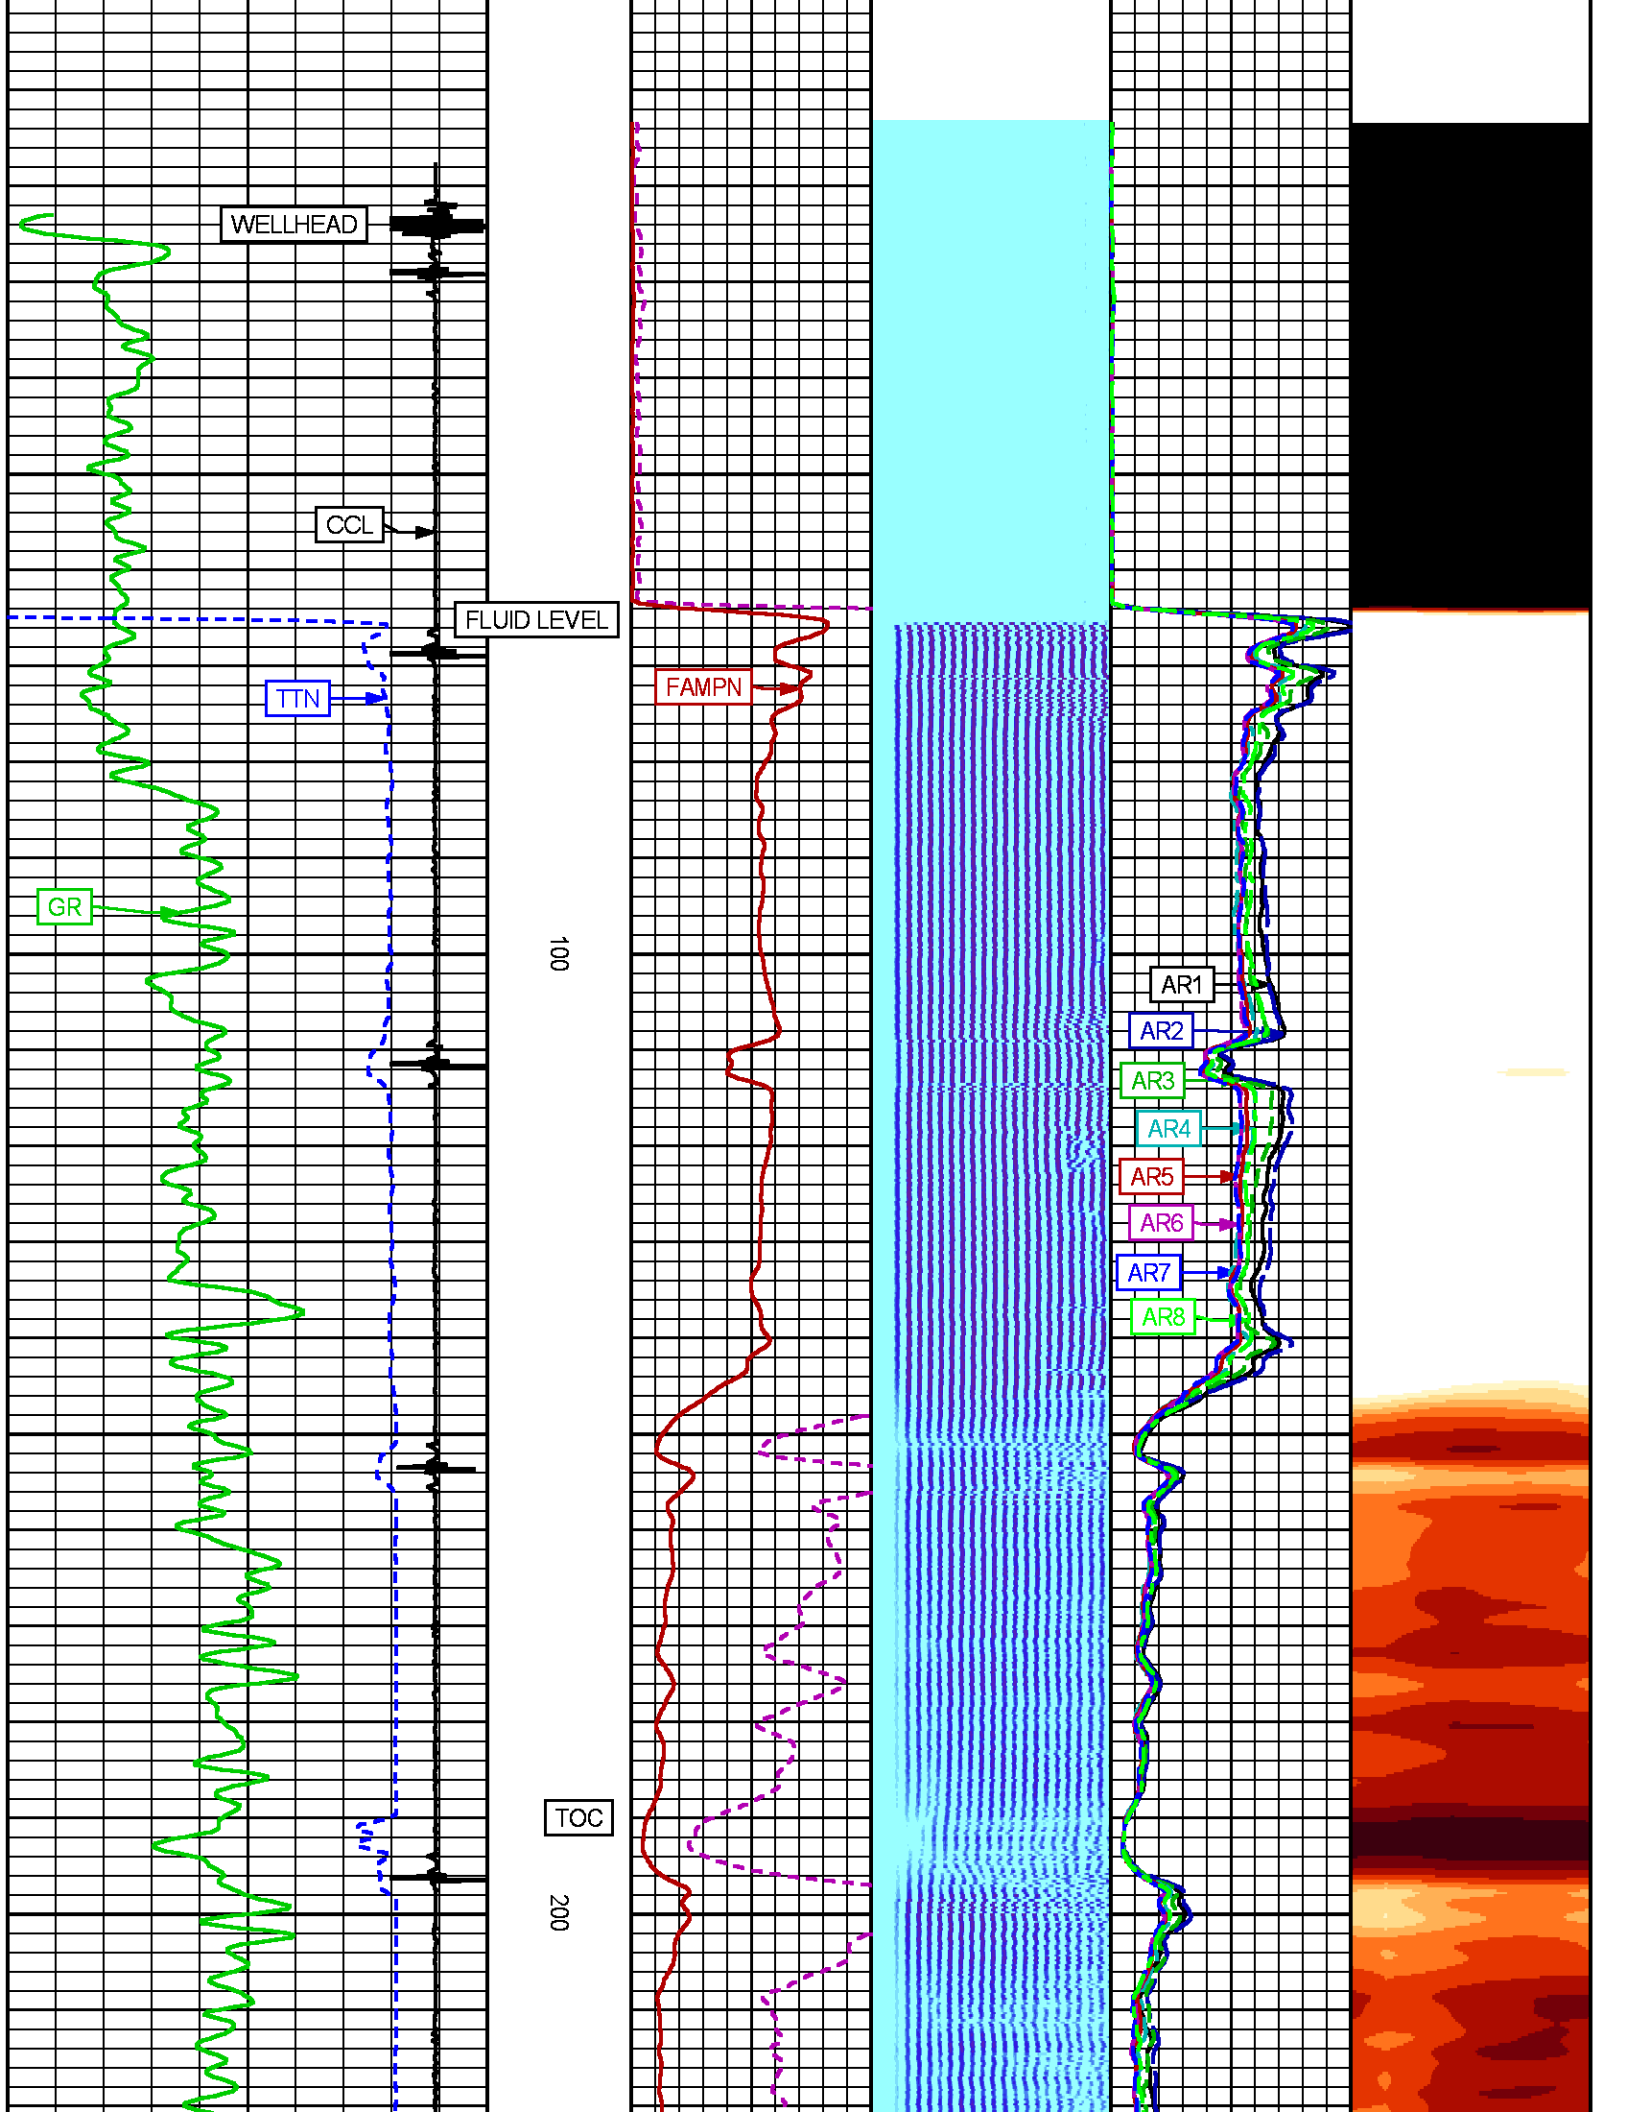 WELLHEAD
CCL
FLUID LEVEL
TTN
FAMPN
GR
100
AR1
AR2
AR3
AR4
AR5
AR6
AR7
AR8
TOC
200